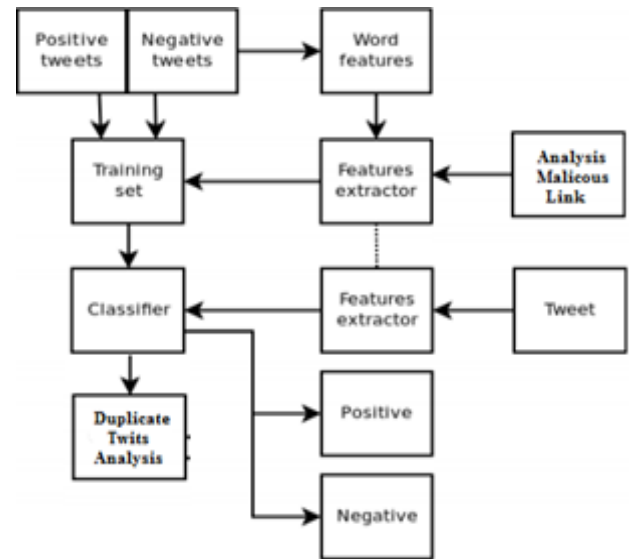 Positive
tweets
Negative
tweets
Word
features
Training
set
Features
extractor
Analysis
Malicous
Link
Classifier
Features
extractor
Tweet
Duplicate
Twits
Analysis
Positive
Negative